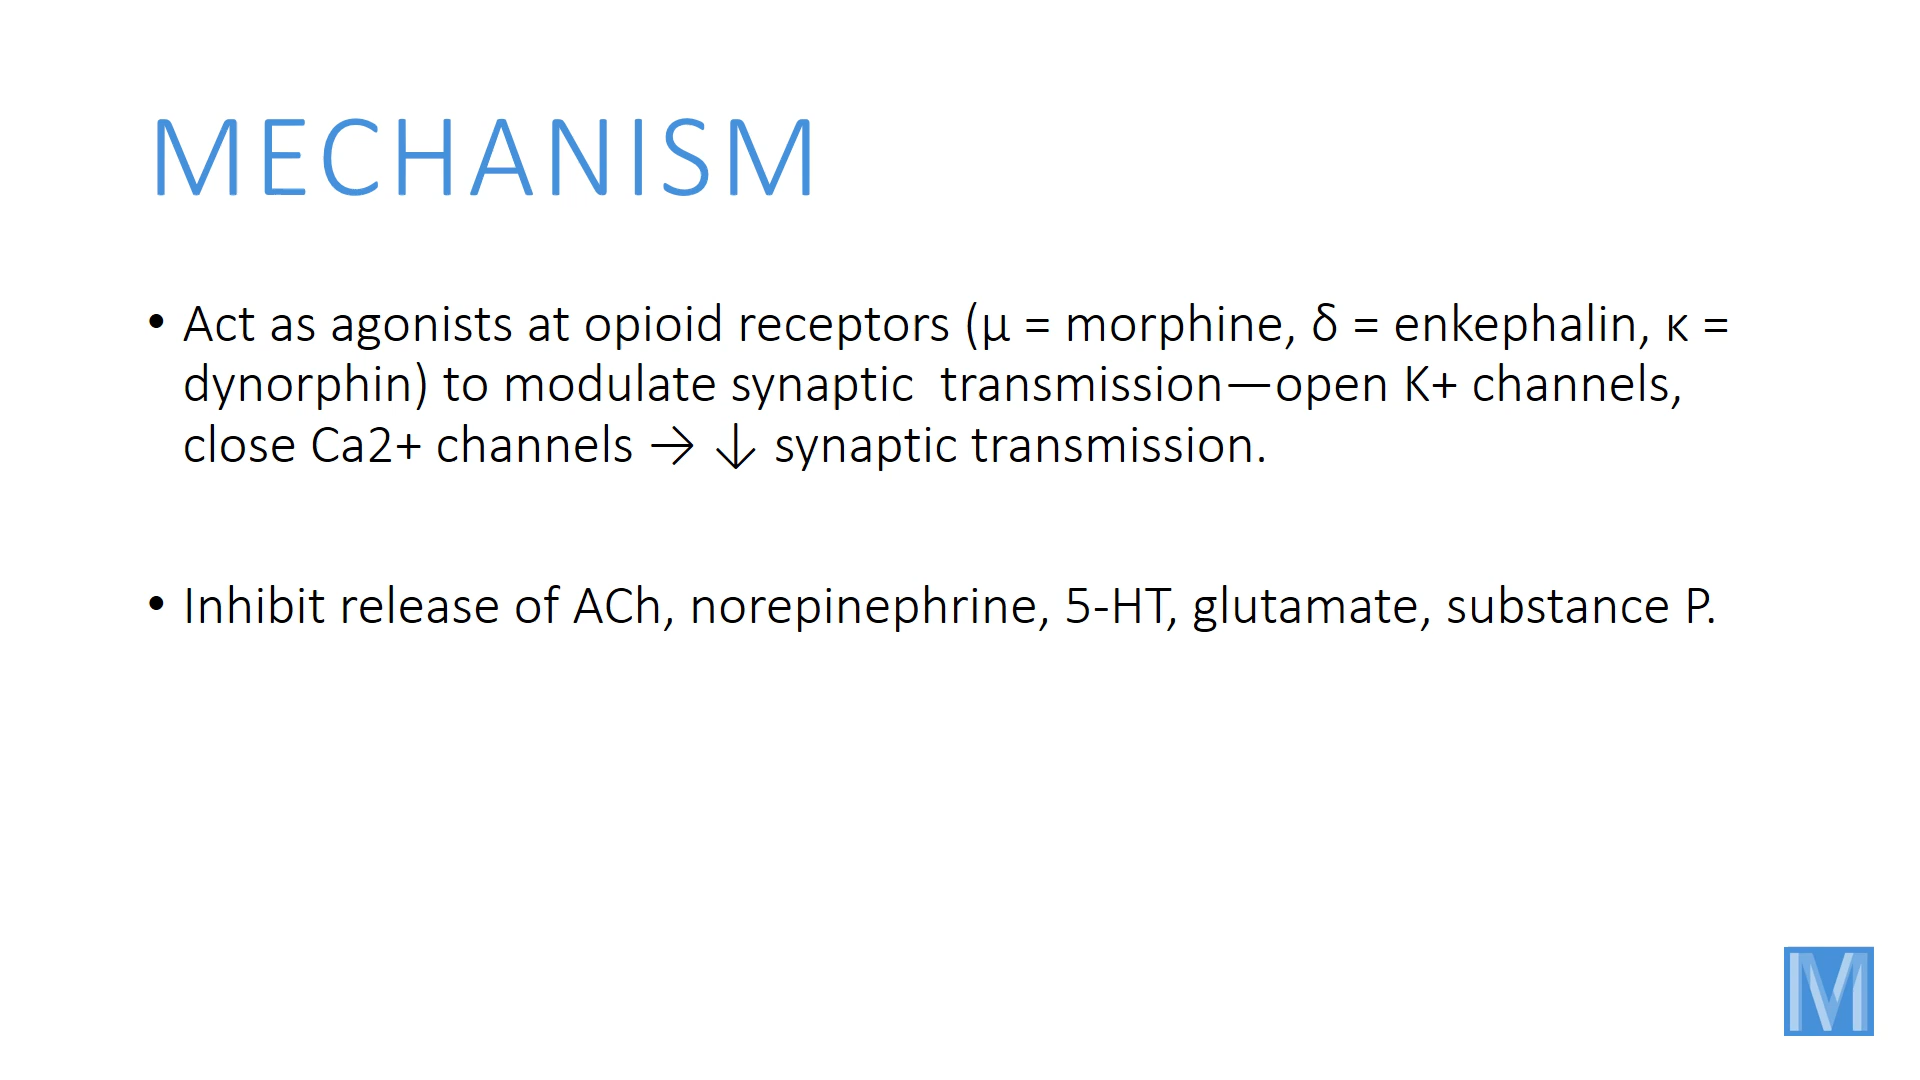 MECHANISM
• Act as agonists at opioid receptors (μ = morphine, δ = enkephalin, κ =
dynorphin) to modulate synaptic  transmission—open K+ channels,
close Ca2+ channels → ↓ synaptic transmission.
• Inhibit release of ACh, norepinephrine, 5-HT, glutamate, substance P.
M